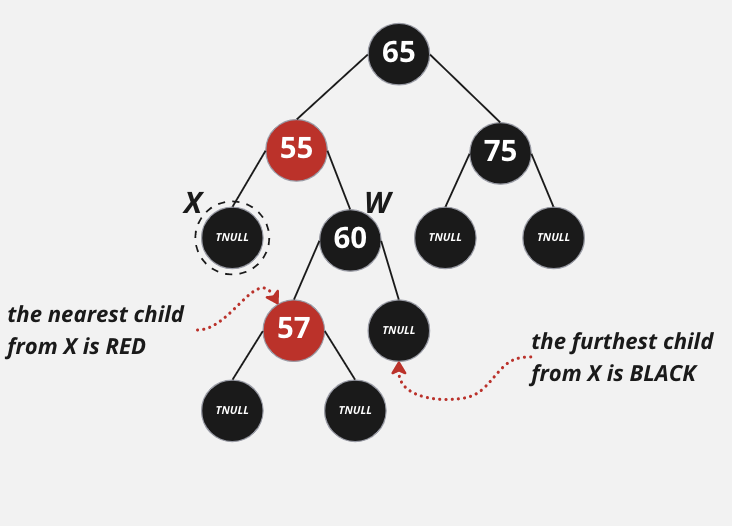 65
55
75
X
W
TNULL
60
TNULL
TNULL
the nearest child
from X is RED
57
TNULL
the furthest child
from X is BLACK
TNULL
TNULL